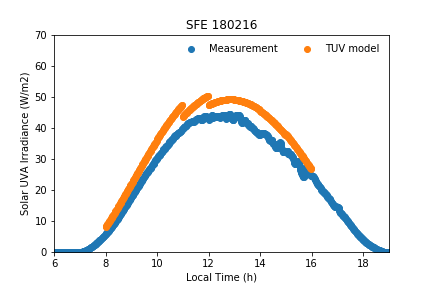 SFE 180216
Measurement
TUV model
70
60
50
40
30
20
10
0
Solar UVA Irradiance (W/m2)
6 8 10 12 14 16 18
Local Time (h)